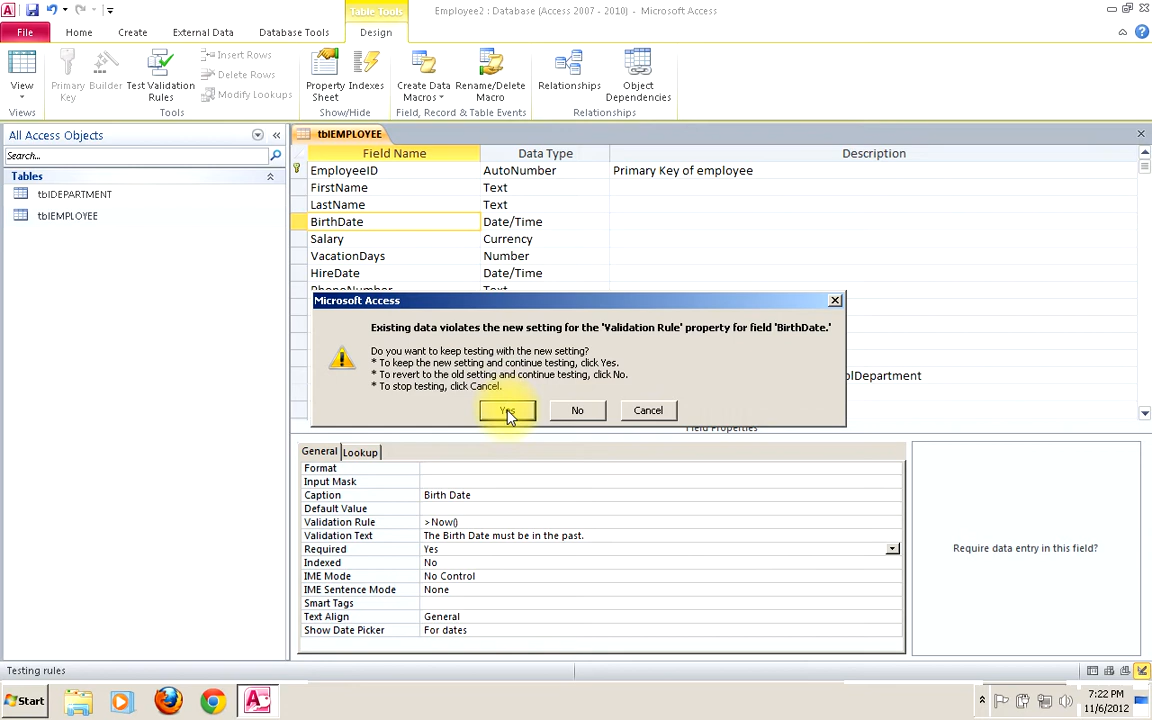 Table Tools
Employee2 : Database (Access 2007 - 2010) - Microsoft Access
File
Home
Create
External Data
Database Tools
Design
View
Primary Key
Builder
Test Validation Rules
Insert Rows
Delete Rows
Modify Lookups
Property Sheet
Indexes
Create Data Macros
Rename/Delete Macro
Relationships
Object Dependencies
Views
Tools
Show/Hide
Field, Record & Table Events
Relationships
All Access Objects
Search...
Tables
tblDEPARTMENT
tblEMPLOYEE
tblEMPLOYEE
Field Name Data Type Description
EmployeeID AutoNumber Primary Key of employee
FirstName Text
LastName Text
BirthDate Date/Time
Salary Currency
VacationDays Number
HireDate Date/Time
PhoneNumber Text
Microsoft Access
Existing data violates the new setting for the 'Validation Rule' property for field 'BirthDate.'
Do you want to keep testing with the new setting?
* To keep the new setting and continue testing, click Yes.
* To revert to the old setting and continue testing, click No.
* To stop testing, click Cancel.
Yes No Cancel
Field Properties
General Lookup
Format
Input Mask
Caption Birth Date
Default Value
Validation Rule >Now()
Validation Text The Birth Date must be in the past.
Required Yes
Indexed No
IME Mode No Control
IME Sentence Mode None
Smart Tags
Text Align General
Show Date Picker For dates
Require data entry in this field?
Testing rules
Start
7:22 PM
11/6/2012